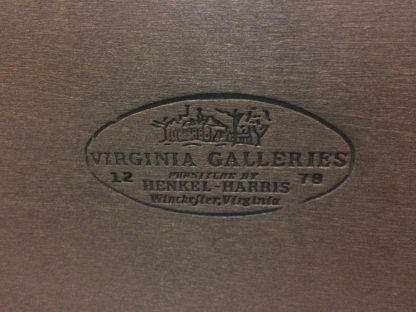 VIRGINIA GALLERIES
12 FURNITURE BY 78
HENKEL-HARRIS
Winchester, Virginia